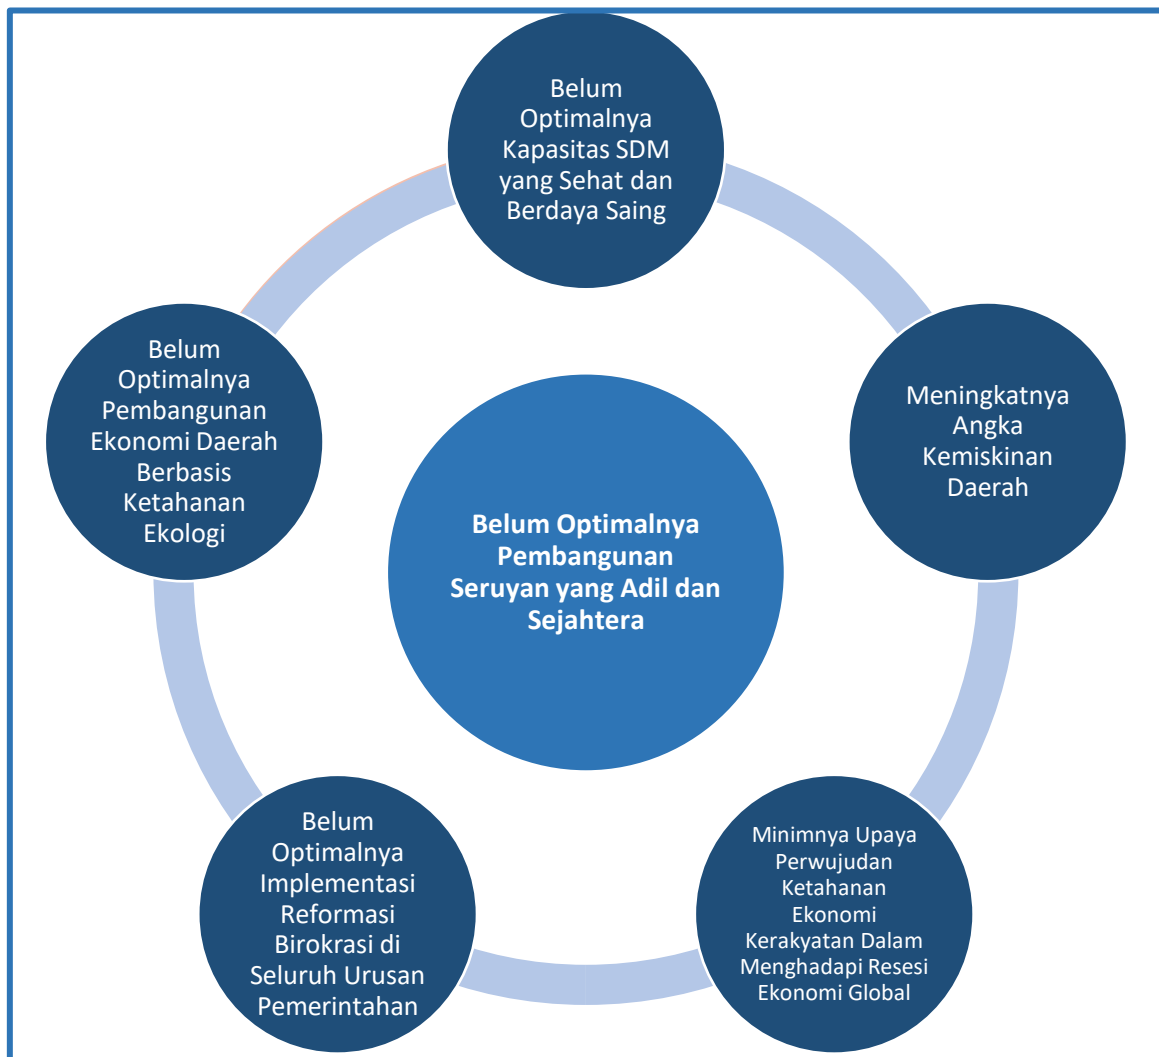 Belum
Optimalnya
Kapasitas SDM
yang Sehat dan
Berdaya Saing
Meningkatnya
Angka
Kemiskinan
Daerah
Minimnya Upaya
Perwujudan
Ketahanan
Ekonomi
Kerakyatan Dalam
Menghadapi Resesi
Ekonomi Global
Belum
Optimalnya
Implementasi
Reformasi
Birokrasi di
Seluruh Urusan
Pemerintahan
Belum
Optimalnya
Pembangunan
Ekonomi Daerah
Berbasis
Ketahanan
Ekologi
Belum Optimalnya
Pembangunan
Seruyan yang Adil dan
Sejahtera